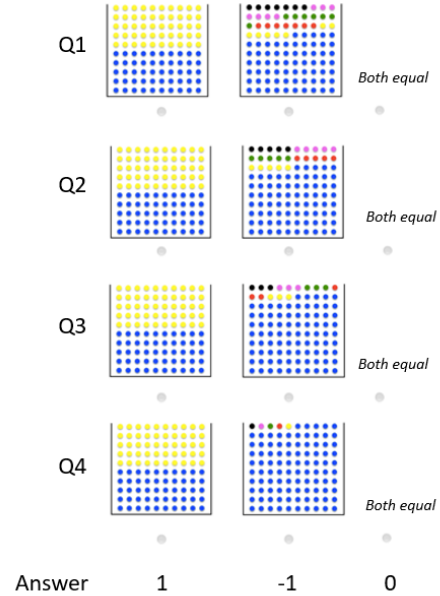 Q1
Both equal
Q2
Both equal
Q3
Both equal
Q4
Both equal
Answer 1 -1 0